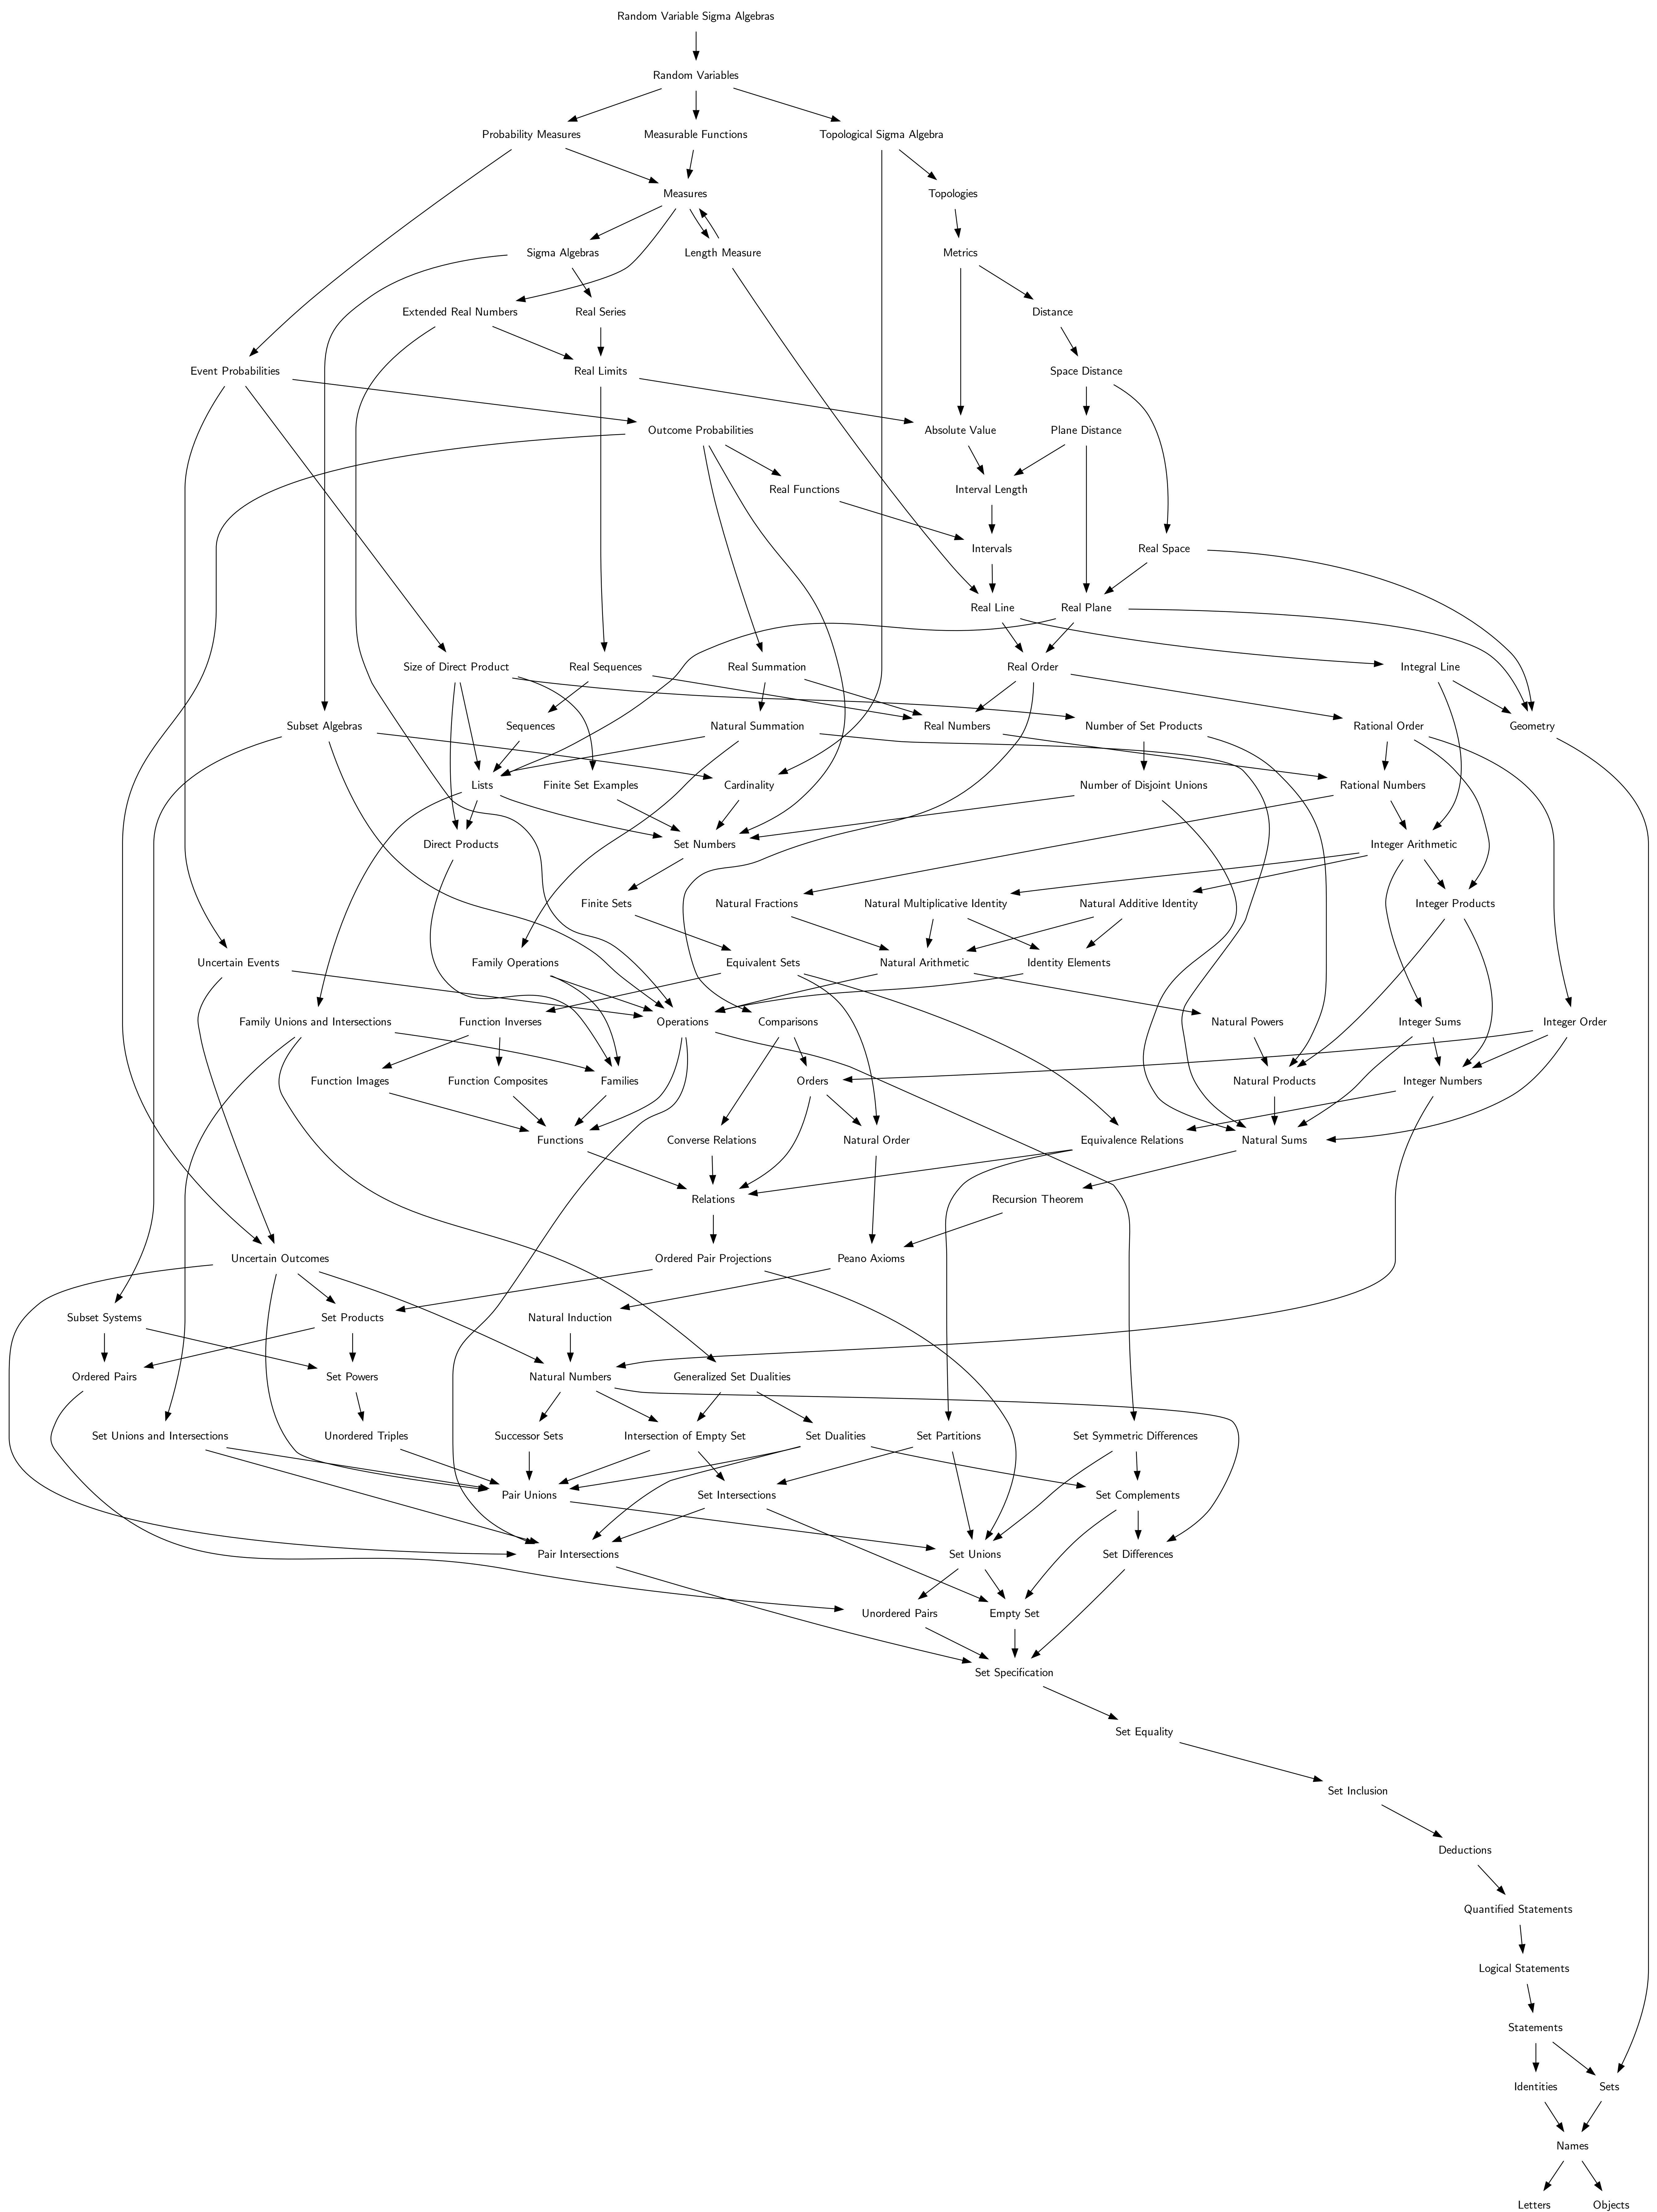 Random Variable Sigma Algebras
Random Variables
Probability Measures
Measurable Functions
Topological Sigma Algebra
Measures
Topologies
Sigma Algebras
Length Measure
Metrics
Extended Real Numbers
Real Series
Distance
Event Probabilities
Real Limits
Space Distance
Outcome Probabilities
Absolute Value
Plane Distance
Real Functions
Interval Length
Intervals
Real Space
Real Line
Real Plane
Size of Direct Product
Real Sequences
Real Summation
Real Order
Integral Line
Subset Algebras
Sequences
Natural Summation
Real Numbers
Number of Set Products
Rational Order
Geometry
Lists
Finite Set Examples
Cardinality
Number of Disjoint Unions
Rational Numbers
Direct Products
Set Numbers
Integer Arithmetic
Finite Sets
Natural Fractions
Natural Multiplicative Identity
Natural Additive Identity
Integer Products
Uncertain Events
Family Operations
Equivalent Sets
Natural Arithmetic
Identity Elements
Family Unions and Intersections
Function Inverses
Operations
Comparisons
Natural Powers
Integer Sums
Integer Order
Function Images
Function Composites
Families
Orders
Natural Products
Integer Numbers
Functions
Converse Relations
Natural Order
Equivalence Relations
Natural Sums
Relations
Recursion Theorem
Uncertain Outcomes
Ordered Pair Projections
Peano Axioms
Subset Systems
Set Products
Natural Induction
Ordered Pairs
Set Powers
Natural Numbers
Generalized Set Dualities
Set Unions and Intersections
Unordered Triples
Successor Sets
Intersection of Empty Set
Set Dualities
Set Partitions
Set Symmetric Differences
Pair Unions
Set Intersections
Set Complements
Pair Intersections
Set Unions
Set Differences
Unordered Pairs
Empty Set
Set Specification
Set Equality
Set Inclusion
Deductions
Quantified Statements
Logical Statements
Statements
Identities
Sets
Names
Letters
Objects